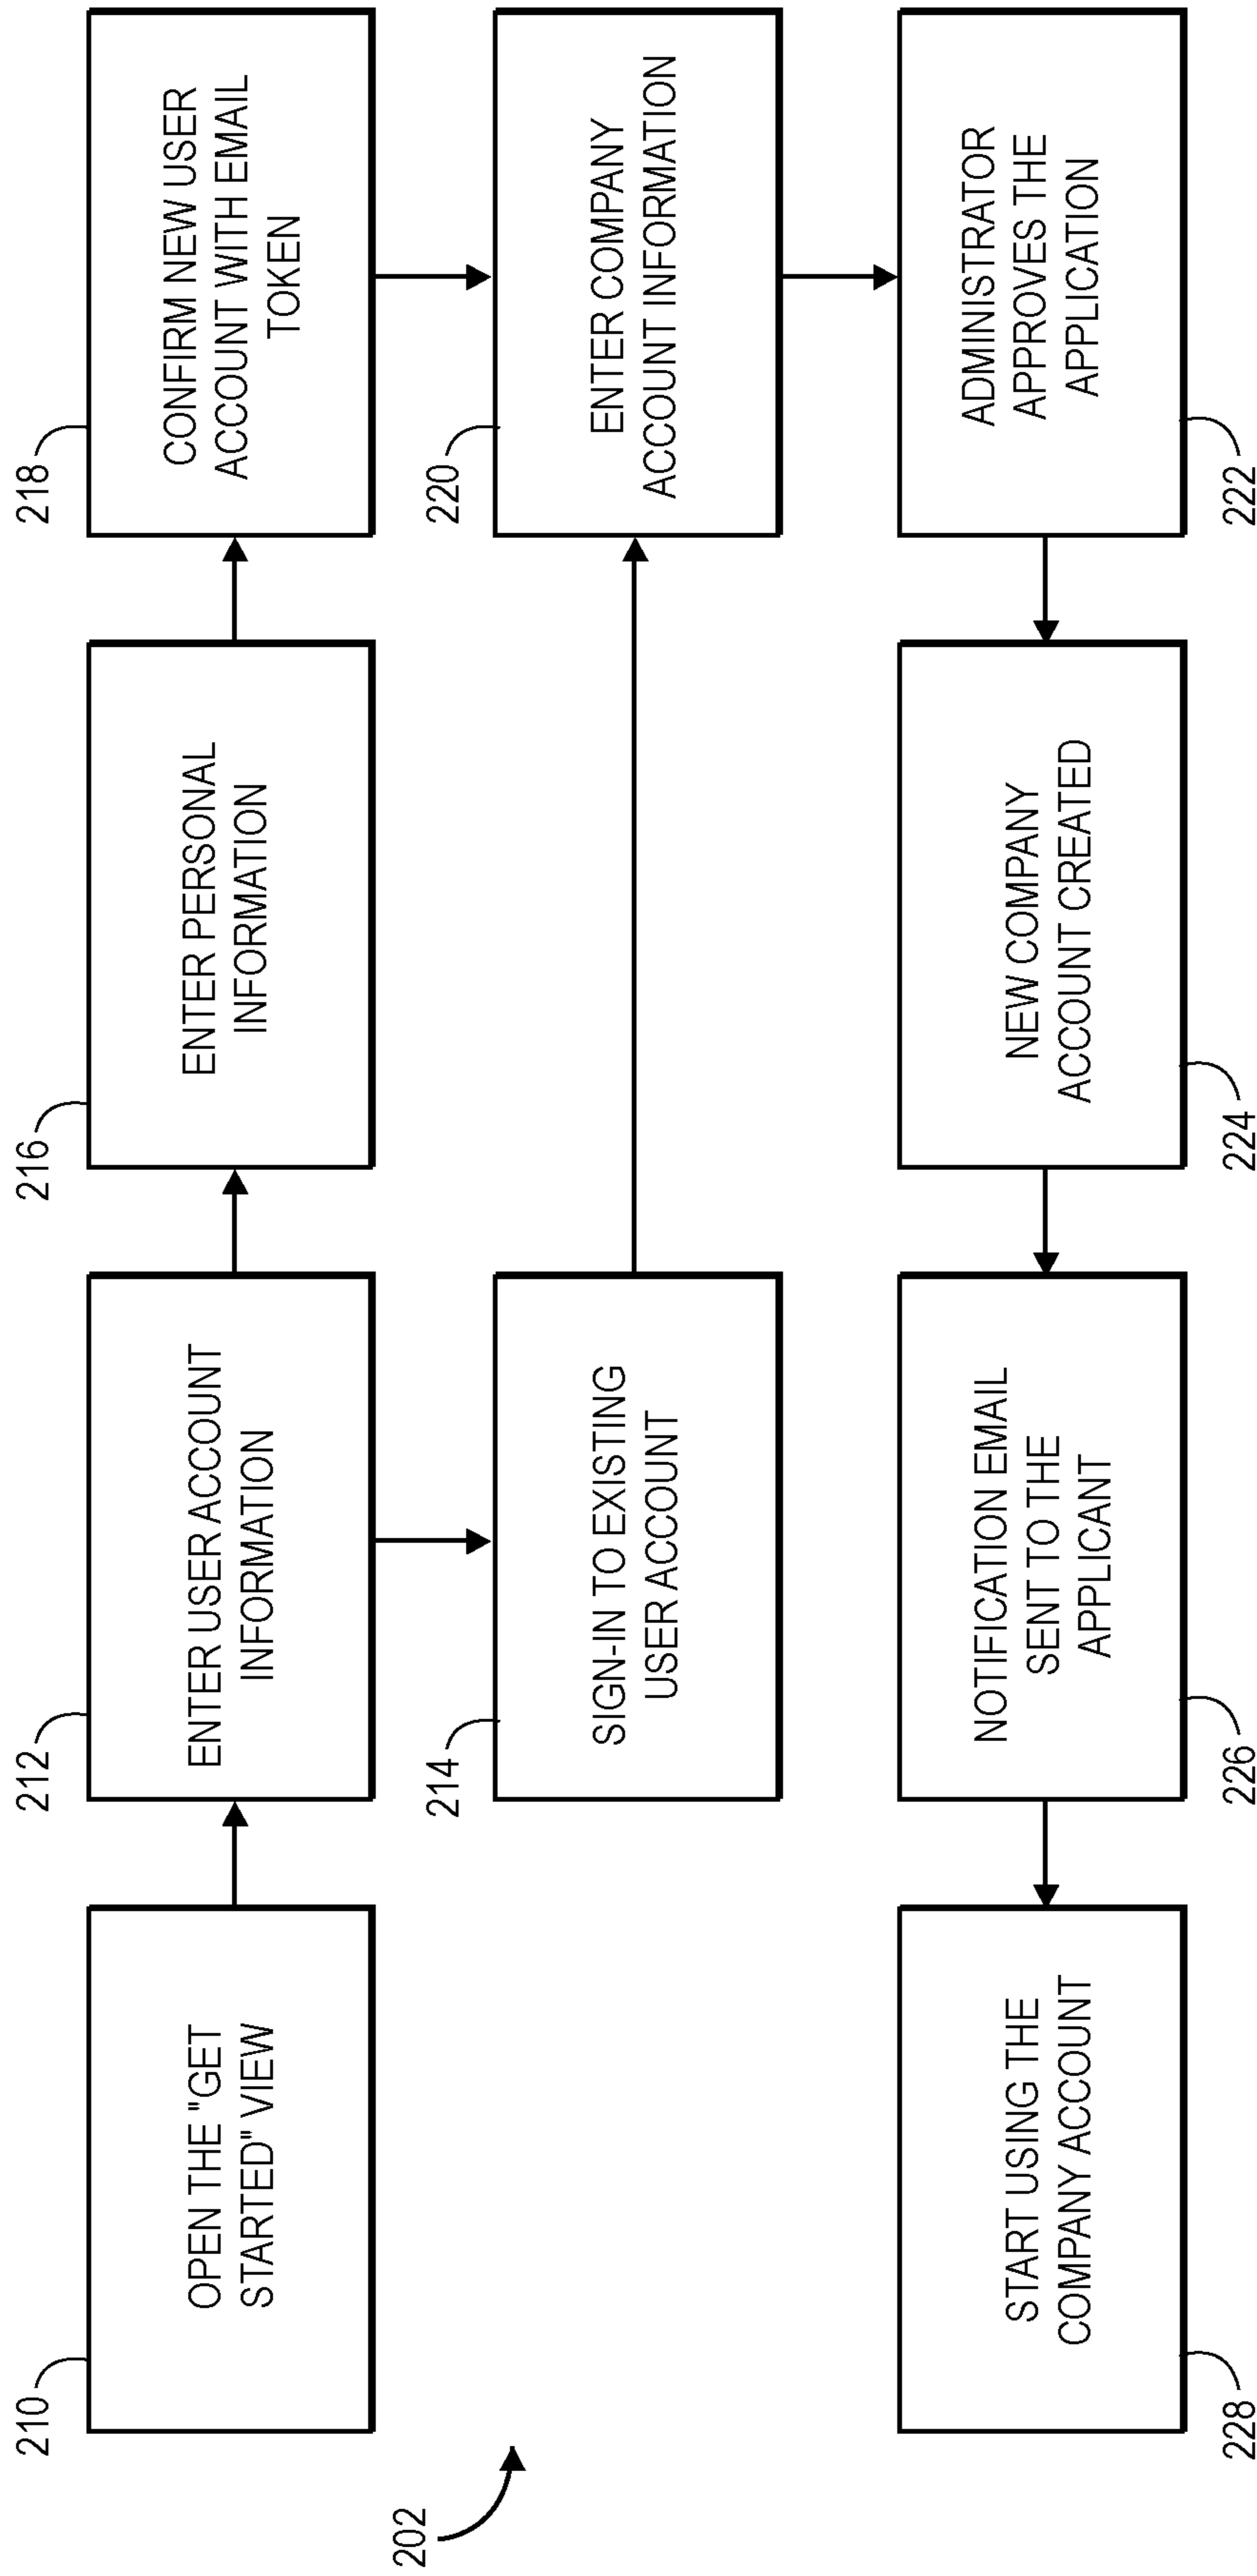 210
OPEN THE "GET
STARTED" VIEW
212
ENTER USER ACCOUNT
INFORMATION
216
ENTER PERSONAL
INFORMATION
218
CONFIRM NEW USER
ACCOUNT WITH EMAIL
TOKEN
202
214
SIGN-IN TO EXISTING
USER ACCOUNT
220
ENTER COMPANY
ACCOUNT INFORMATION
START USING THE
COMPANY ACCOUNT
228
NOTIFICATION EMAIL
SENT TO THE
APPLICANT
226
NEW COMPANY
ACCOUNT CREATED
224
ADMINISTRATOR
APPROVES THE
APPLICATION
222